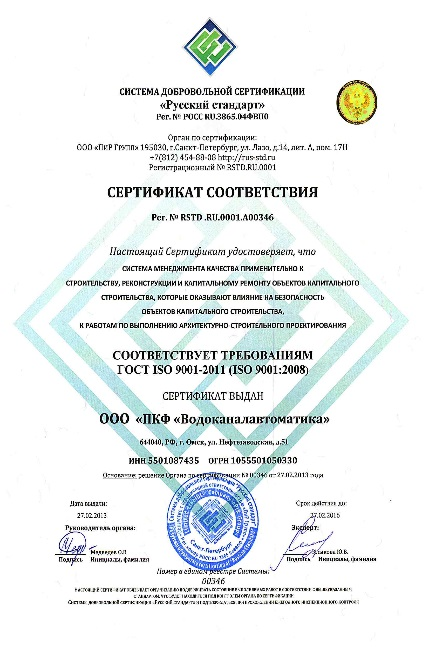 СИСТЕМА ДОБРОВОЛЬНОЙ СЕРТИФИКАЦИИ
«Русский стандарт»
Рег. № РОСС RU.3865.04ФВП0
Орган по сертификации:
ООО «ПиР ГРУПП» 195030, г.Санкт-Петербург, ул. Лазо, д.14, лит. А, пом. 17Н
+7(812) 454-88-08 http://rus-std.ru
Регистрационный № RSTD.RU.0001
СЕРТИФИКАТ СООТВЕТСТВИЯ
Рег. № RSTD .RU.0001.A00346
Настоящий Сертификат удостоверяет, что
СИСТЕМА МЕНЕДЖМЕНТА КАЧЕСТВА ПРИМЕНИТЕЛЬНО К
СТРОИТЕЛЬСТВУ, РЕКОНСТРУКЦИИ И КАПИТАЛЬНОМУ РЕМОНТУ ОБЪЕКТОВ КАПИТАЛЬНОГО
СТРОИТЕЛЬСТВА, КОТОРЫЕ ОКАЗЫВАЮТ ВЛИЯНИЕ НА БЕЗОПАСНОСТЬ
ОБЪЕКТОВ КАПИТАЛЬНОГО СТРОИТЕЛЬСТВА,
К РАБОТАМ ПО ВЫПОЛНЕНИЮ АРХИТЕКТУРНО-СТРОИТЕЛЬНОГО ПРОЕКТИРОВАНИЯ
СООТВЕТСТВУЕТ ТРЕБОВАНИЯМ
ГОСТ ISO 9001-2011 (ISO 9001:2008)
СЕРТИФИКАТ ВЫДАН
ООО «ПКФ «Водоканалавтоматика»
644040, РФ, г. Омск, ул. Нефтезаводская, д.51
ИНН 5501087435 ОГРН 1055501050330
Основание: решение Органа по сертификации № 00346 от 27.02.2013 года
Дата выдачи: Срок действия до:
27.02.2013 27.02.2016
Руководитель органа: Эксперт:
Медведев О.Л
Подпись Инициалы, фамилия Подпись Инициалы, фамилия
Санкт-Петербург
Номер в едином реестре Системы:
00346